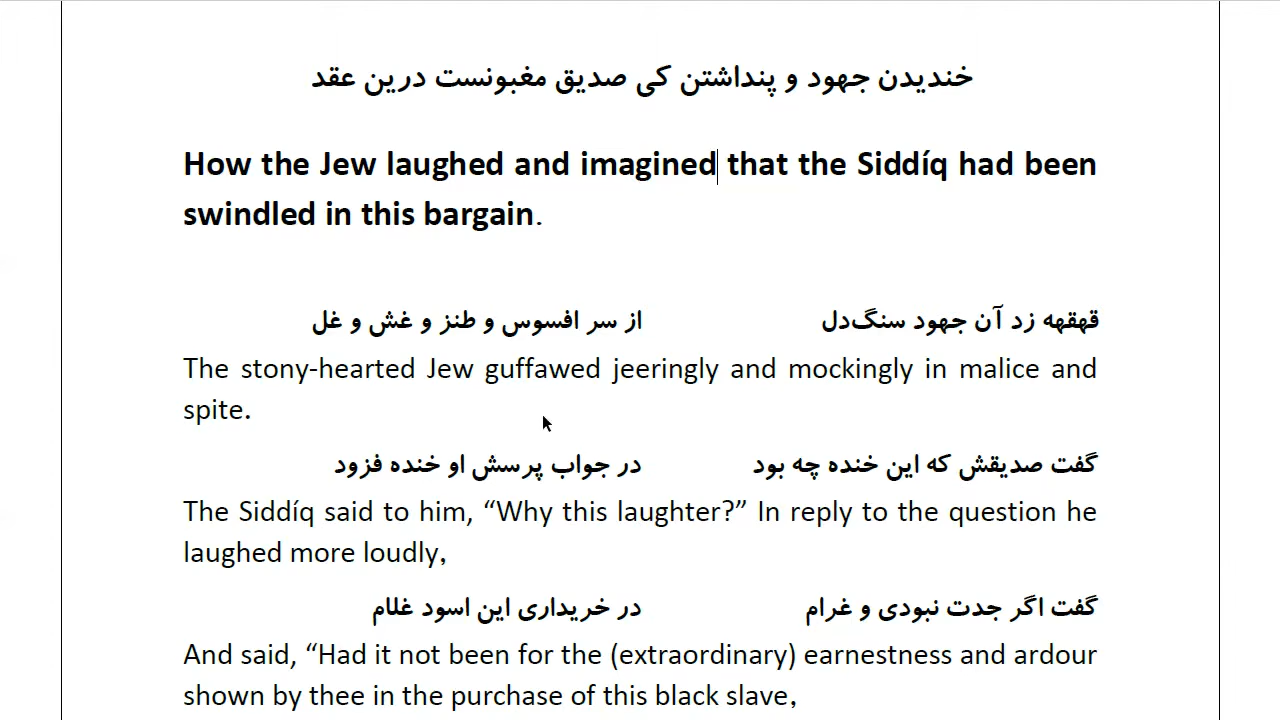 خندیدن جهود و پنداشتن کی صدیق مغبونست درین عقد
How the Jew laughed and imagined that the Siddíq had been
swindled in this bargain.
قهقهه زد آن جهود سنگ‌دل از سر افسوس و طنز و غش و غل
The stony-hearted Jew guffawed jeeringly and mockingly in malice and
spite.
گفت صدیقش که این خنده چه بود در جواب پرسش او خنده فزود
The Siddíq said to him, “Why this laughter?” In reply to the question he
laughed more loudly,
گفت اگر جدت نبودی و غرام در خریداری این اسود غلام
And said, “Had it not been for the (extraordinary) earnestness and ardour
shown by thee in the purchase of this black slave,